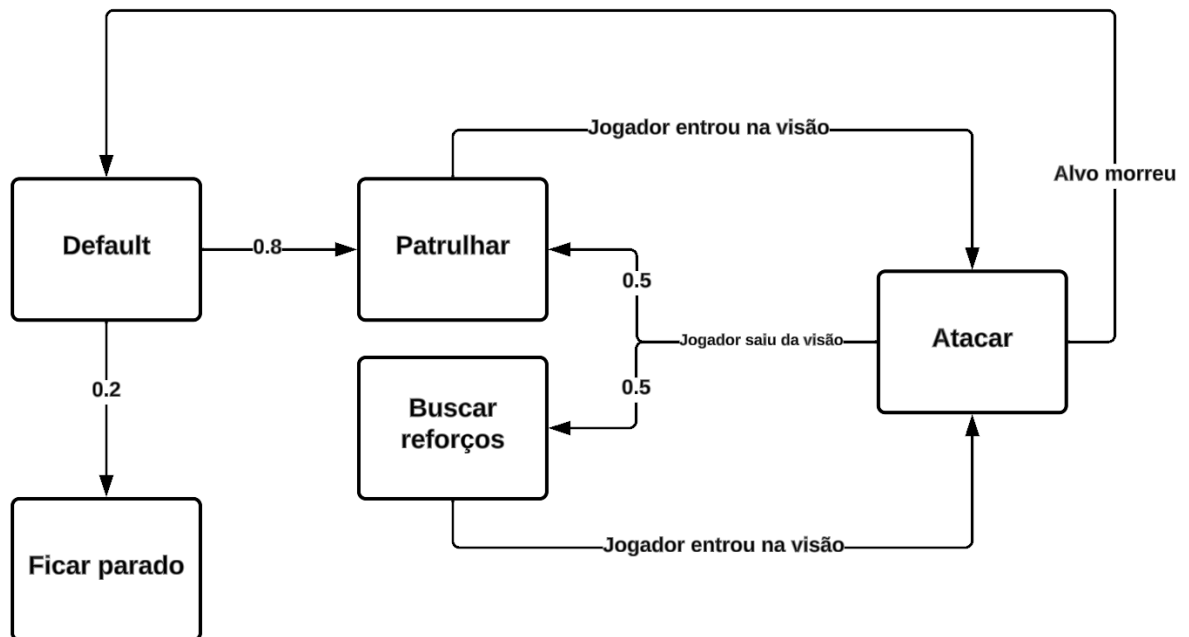 Jogador entrou na visão
Alvo morreu
Default
0.8
Patrulhar
0.5
Jogador saiu da visão
Atacar
0.2
0.5
Buscar
reforços
Jogador entrou na visão
Ficar parado